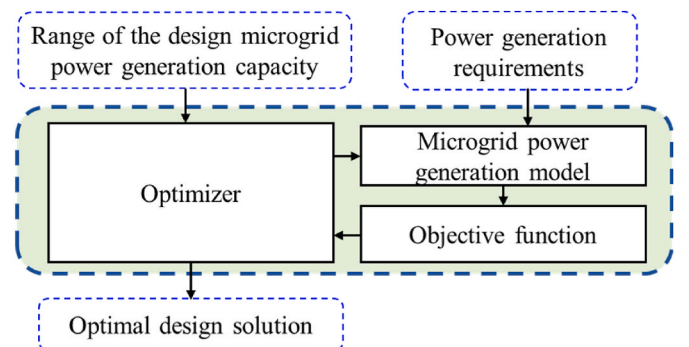 Range of the design microgrid
power generation capacity
Power generation
requirements
Optimizer
Microgrid power
generation model
Objective function
Optimal design solution